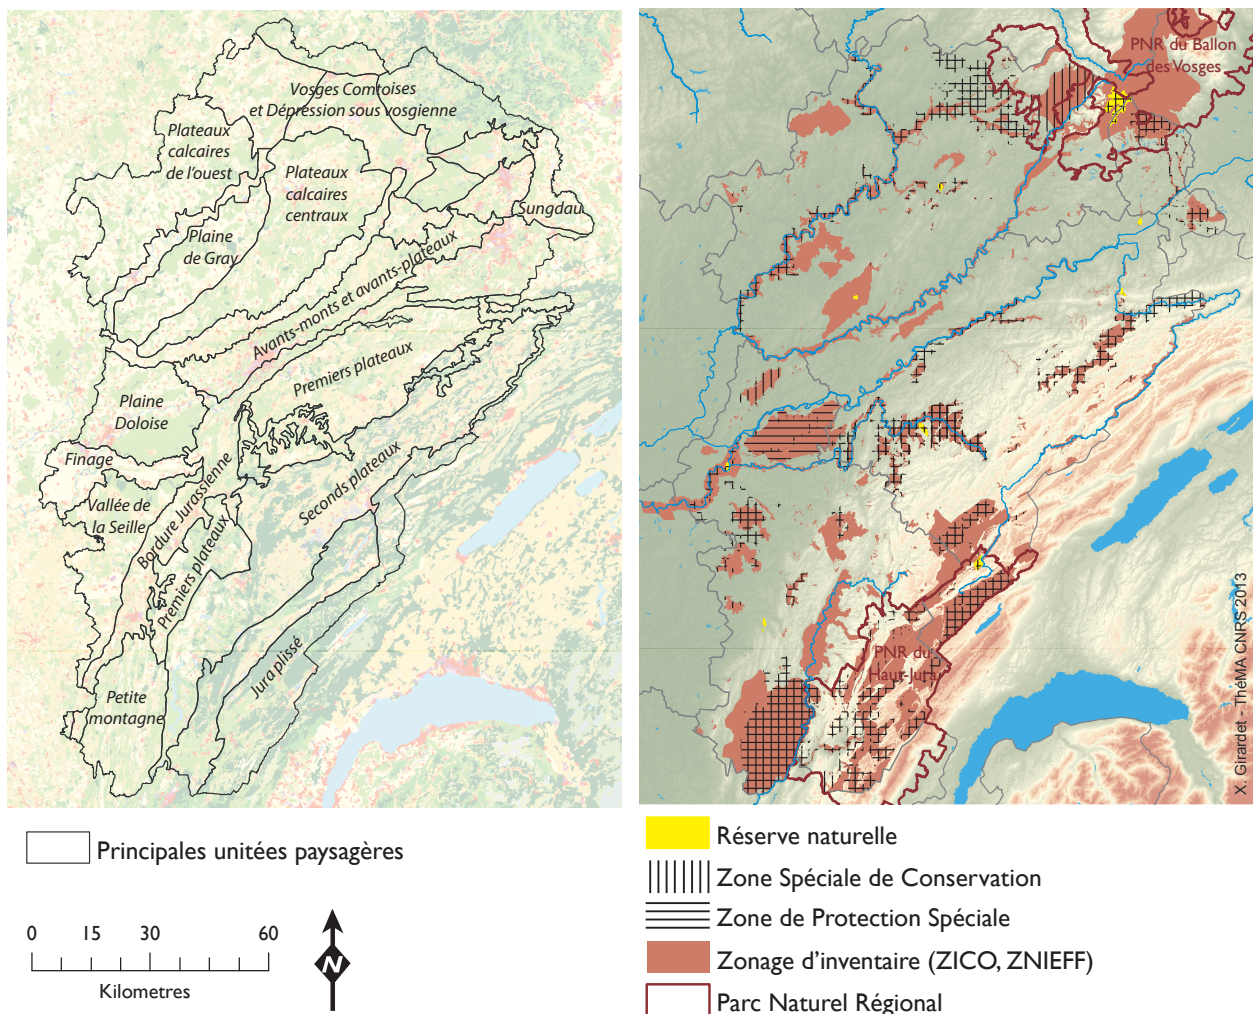 Vosges Comtoises
et Dépression sous vosgienne
Plateaux
calcaires
de l'ouest
Plateaux
calcaires
centraux
Sungdau
Plaine
de Gray
Avants-monts et avants-plateaux
Premiers plateaux
Plaine
Doloise
Finage
Vallée de
la Seille
Bordure Jurassienne
Premiers plateaux
Seconds plateaux
Jura plissé
Petite
montagne
PNR du Ballon
des Vosges
PNR du
Haut-Jura
X. Girardet - ThéMA CNRS 2013
Principales unitées paysagères
0 15 30 60
Kilometres
N
Réserve naturelle
Zone Spéciale de Conservation
Zone de Protection Spéciale
Zonage d'inventaire (ZICO, ZNIEFF)
Parc Naturel Régional